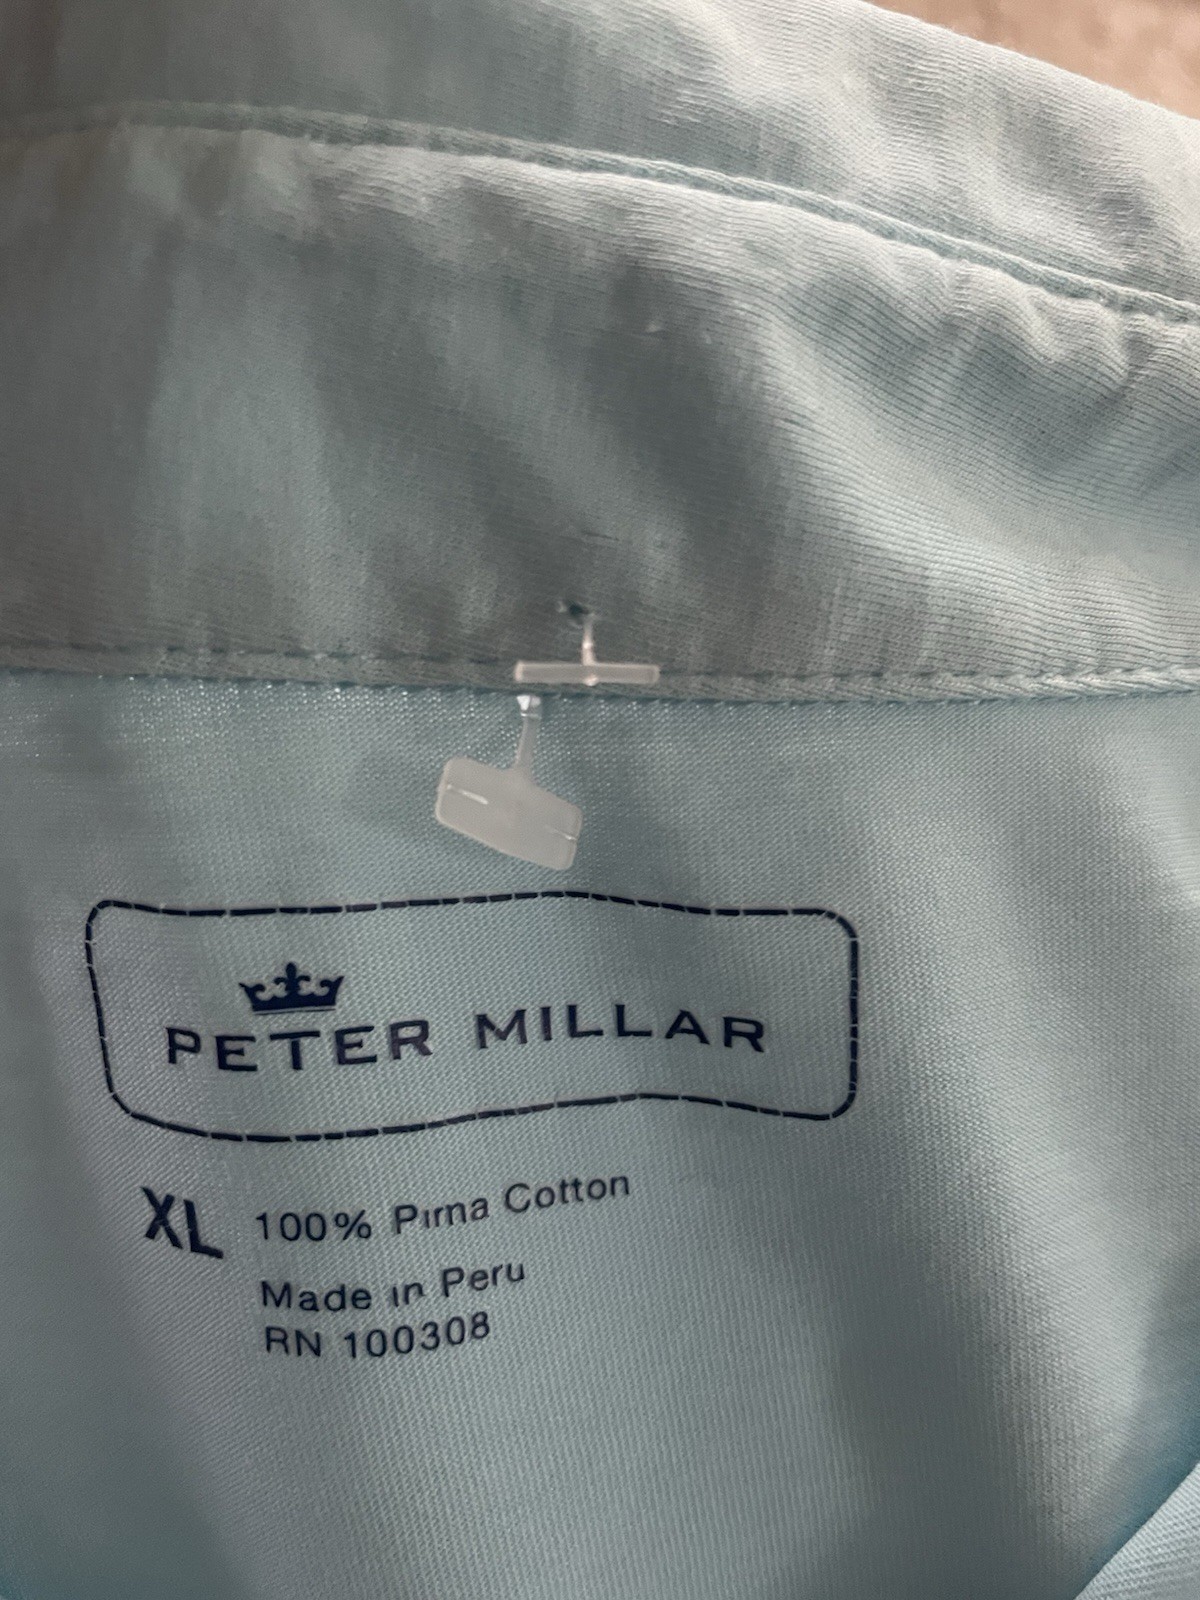 PETER MILLAR
XL 100% Pima Cotton
Made in Peru
RN 100308